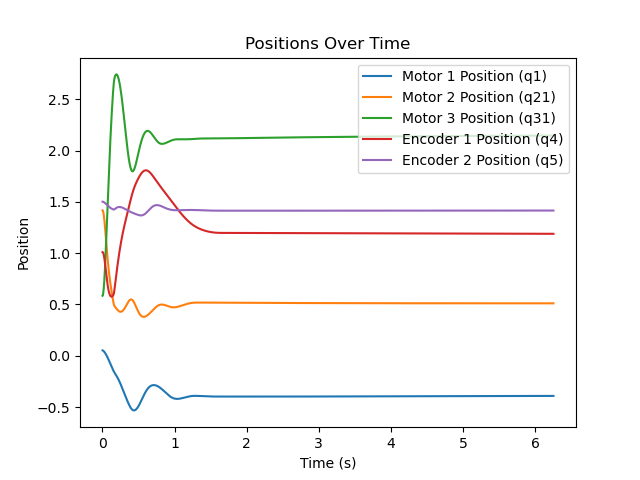 Positions Over Time
Motor 1 Position (q1)
Motor 2 Position (q21)
Motor 3 Position (q31)
Encoder 1 Position (q4)
Encoder 2 Position (q5)
Position
2.5
2.0
1.5
1.0
0.5
0.0
−0.5
0 1 2 3 4 5 6
Time (s)